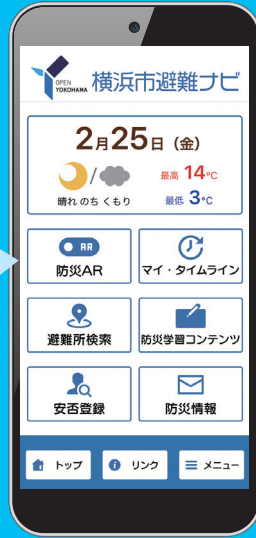 OPEN
YOKOHAMA
横浜市避難ナビ
2月25日(金)
/
最高 14℃
晴れ のち くもり
最低 3℃
AR
防災AR
マイ・タイムライン
避難所検索
防災学習コンテンツ
安否登録
防災情報
トップ
i
リンク
メニュー